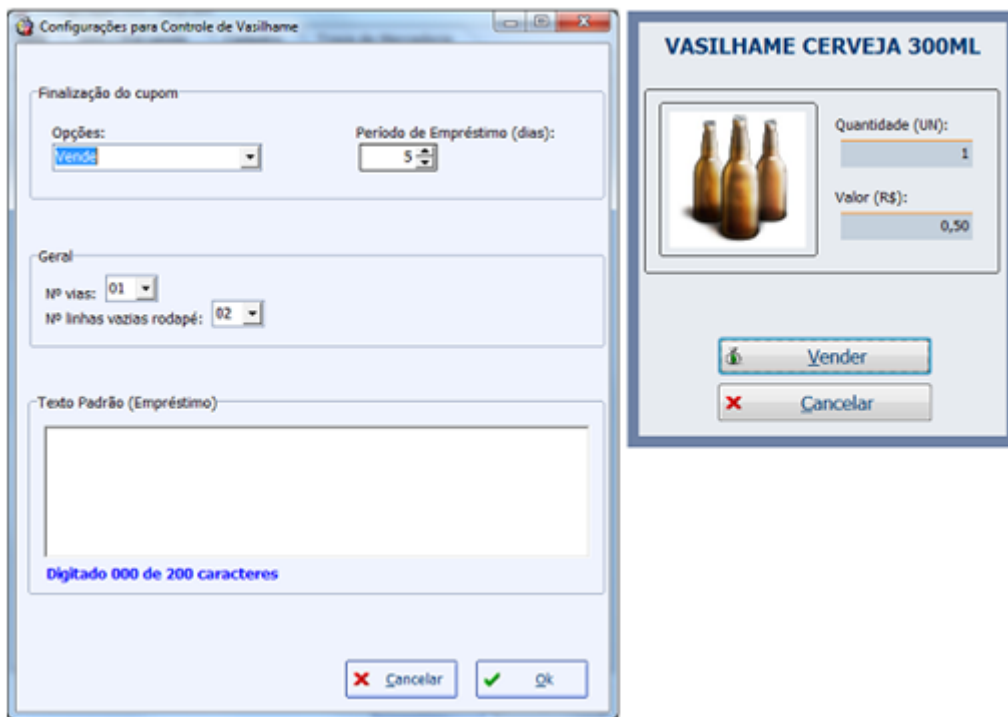 Configurações para Controle de Vasilhame
Finalização do cupom
Opções:
Período de Empréstimo (dias):
Vende
5
Geral
Nº vias: 01
Nº linhas vazias rodapé: 02
Texto Padrão (Empréstimo)
Digitado 000 de 200 caracteres
Cancelar
Ok
VASILHAME CERVEJA 300ML
Quantidade (UN):
1
Valor (R$):
0,50
Vender
Cancelar